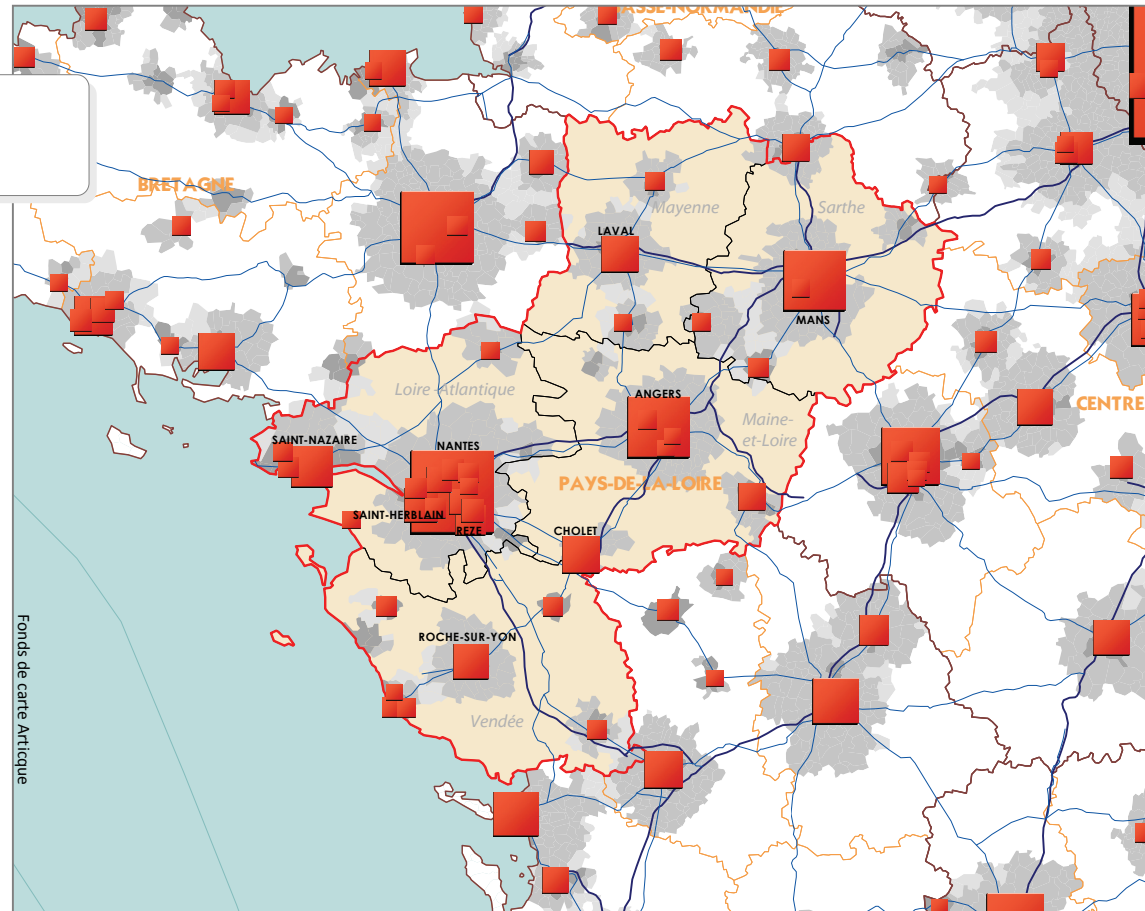 ASSE-NORMANDIE
BRETAGNE
Mayenne
Sarthe
LAVAL
MANS
Loire-Atlantique
ANGERS
CENTRE
Maine-
et-Loire
SAINT-NAZAIRE
NANTES
PAYS-DE-LA-LOIRE
SAINT-HERBLAIN
REZE
CHOLET
ROCHE-SUR-YON
Vendée
Fonds de carte Articque